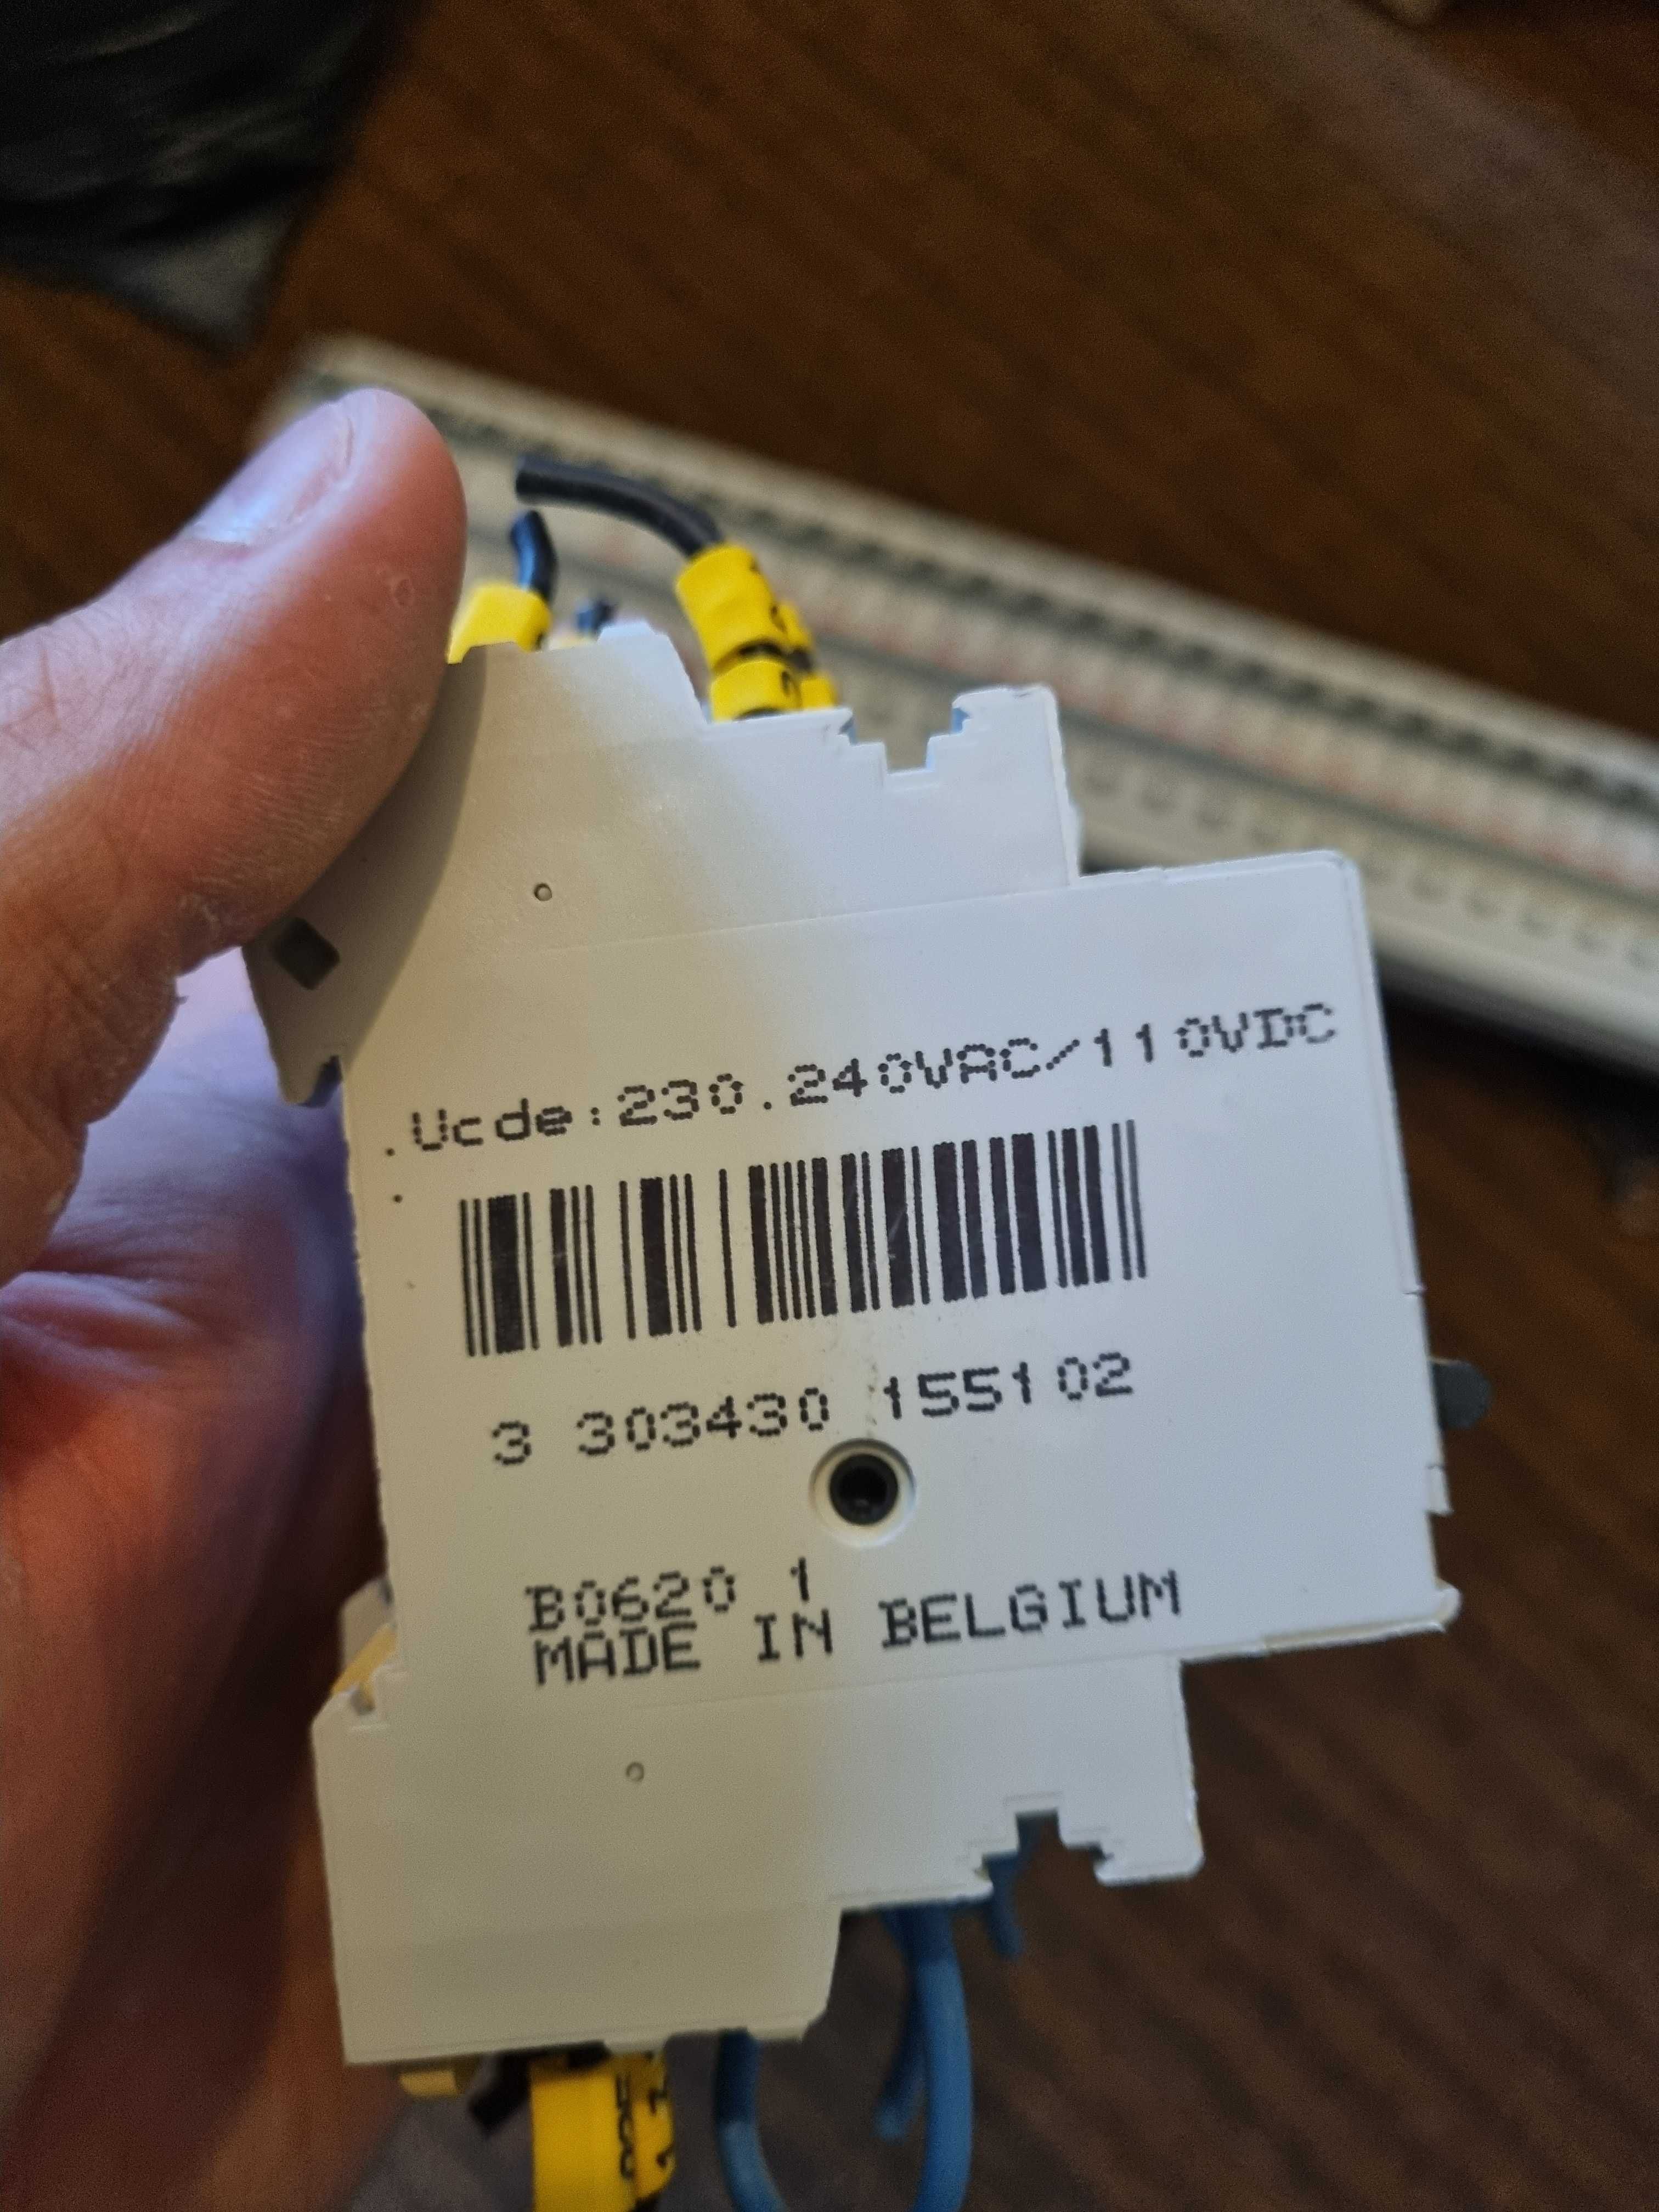 .Ucde:230.240VAC/110VDC
3 303430 155102
B0620 1
MADE IN BELGIUM